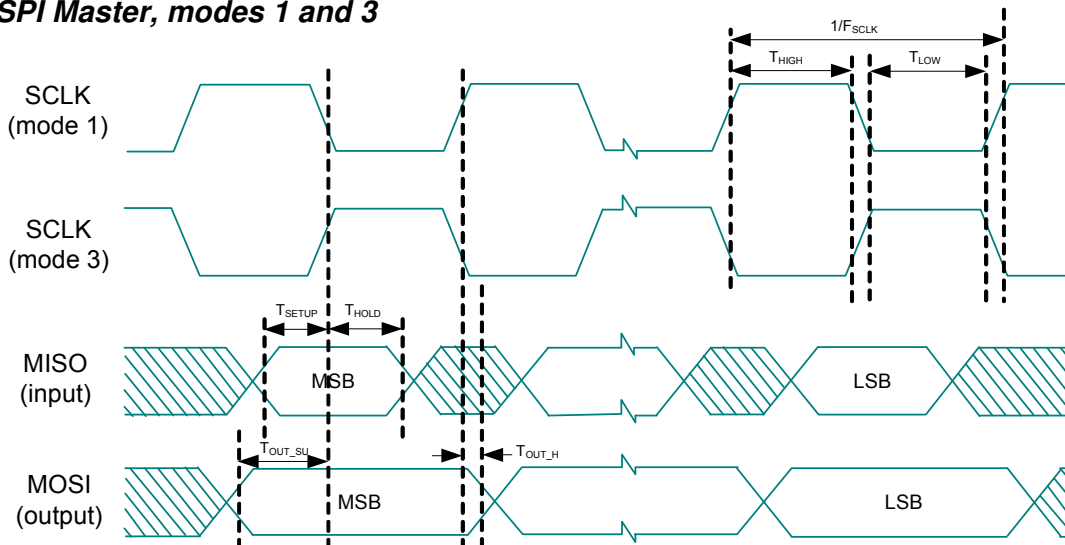 SPI Master, modes 1 and 3
1/FSCLK
THIGH
TLOW
SCLK
(mode 1)
SCLK
(mode 3)
TSETUP
THOLD
MISO
(input)
MSB
LSB
TOUT_SU
TOUT_H
MOSI
(output)
MSB
LSB